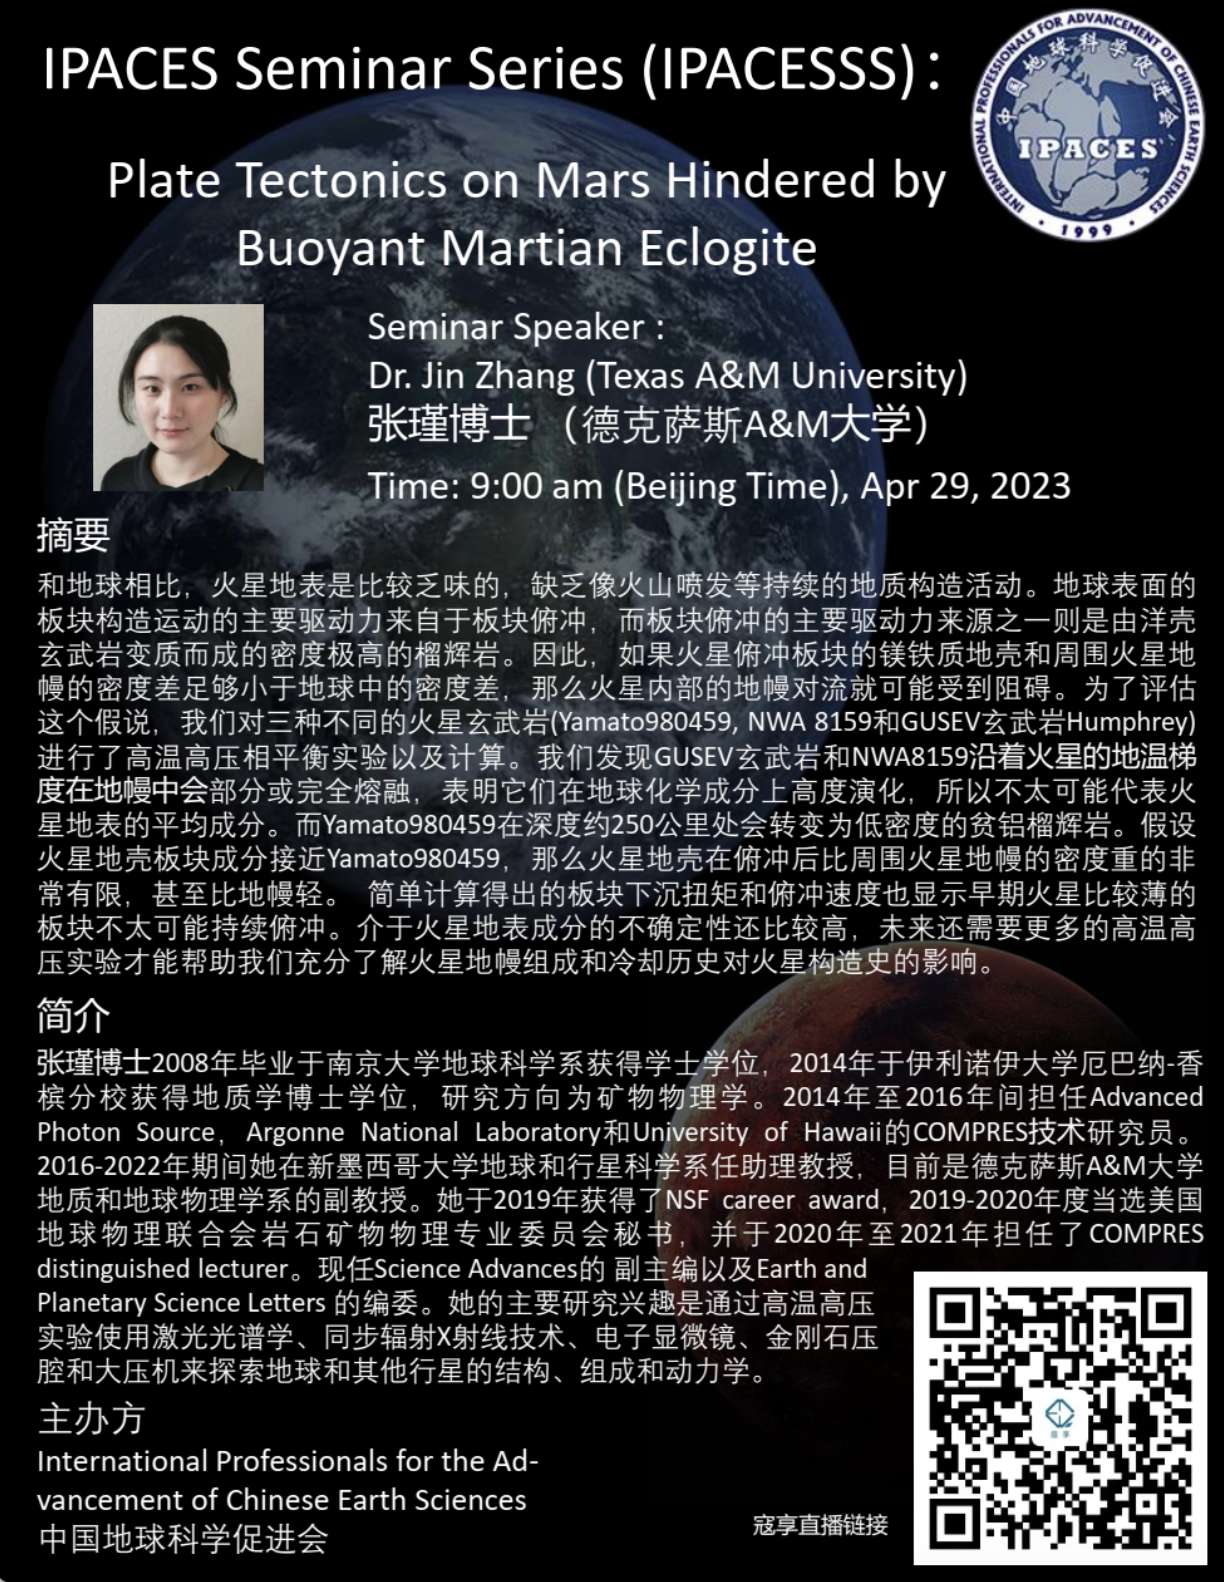 IPACES Seminar Series (IPACESSS)：
INTERNATIONAL PROFESSIONALS FOR ADVANCEMENT OF CHINESE EARTH SCIENCES
中国地球科学促进会
IPACES
1999
Plate Tectonics on Mars Hindered by
Buoyant Martian Eclogite
Seminar Speaker :
Dr. Jin Zhang (Texas A&M University)
张瑾博士 （德克萨斯A&M大学）
Time: 9:00 am (Beijing Time), Apr 29, 2023
摘要
和地球相比，火星地表是比较乏味的，缺乏像火山喷发等持续的地质构造活动。地球表面的
板块构造运动的主要驱动力来自于板块俯冲，而板块俯冲的主要驱动力来源之一则是由洋壳
玄武岩变质而成的密度极高的榴辉岩。因此，如果火星俯冲板块的镁铁质地壳和周围火星地
幔的密度差足够小于地球中的密度差，那么火星内部的地幔对流就可能受到阻碍。为了评估
这个假说，我们对三种不同的火星玄武岩(Yamato980459, NWA 8159和GUSEV玄武岩Humphrey)
进行了高温高压相平衡实验以及计算。我们发现GUSEV玄武岩和NWA8159沿着火星的地温梯
度在地幔中会部分或完全熔融，表明它们在地球化学成分上高度演化，所以不太可能代表火
星地表的平均成分。而Yamato980459在深度约250公里处会转变为低密度的贫铝榴辉岩。假设
火星地壳板块成分接近Yamato980459，那么火星地壳在俯冲后比周围火星地幔的密度重的非
常有限，甚至比地幔轻。 简单计算得出的板块下沉扭矩和俯冲速度也显示早期火星比较薄的
板块不太可能持续俯冲。介于火星地表成分的不确定性还比较高，未来还需要更多的高温高
压实验才能帮助我们充分了解火星地幔组成和冷却历史对火星构造史的影响。
简介
张瑾博士2008年毕业于南京大学地球科学系获得学士学位，2014年于伊利诺伊大学厄巴纳-香
槟分校获得地质学博士学位，研究方向为矿物物理学。2014年至2016年间担任Advanced
Photon Source，Argonne National Laboratory和University of Hawaii的COMPRES技术研究员。
2016-2022年期间她在新墨西哥大学地球和行星科学系任助理教授，目前是德克萨斯A&M大学
地质和地球物理学系的副教授。她于2019年获得了NSF career award，2019-2020年度当选美国
地球物理联合会岩石矿物物理专业委员会秘书，并于2020年至2021年担任了COMPRES
distinguished lecturer。现任Science Advances的 副主编以及Earth and
Planetary Science Letters 的编委。她的主要研究兴趣是通过高温高压
实验使用激光光谱学、同步辐射X射线技术、电子显微镜、金刚石压
腔和大压机来探索地球和其他行星的结构、组成和动力学。
主办方
International Professionals for the Ad-
vancement of Chinese Earth Sciences
中国地球科学促进会
寇享直播链接
寇享